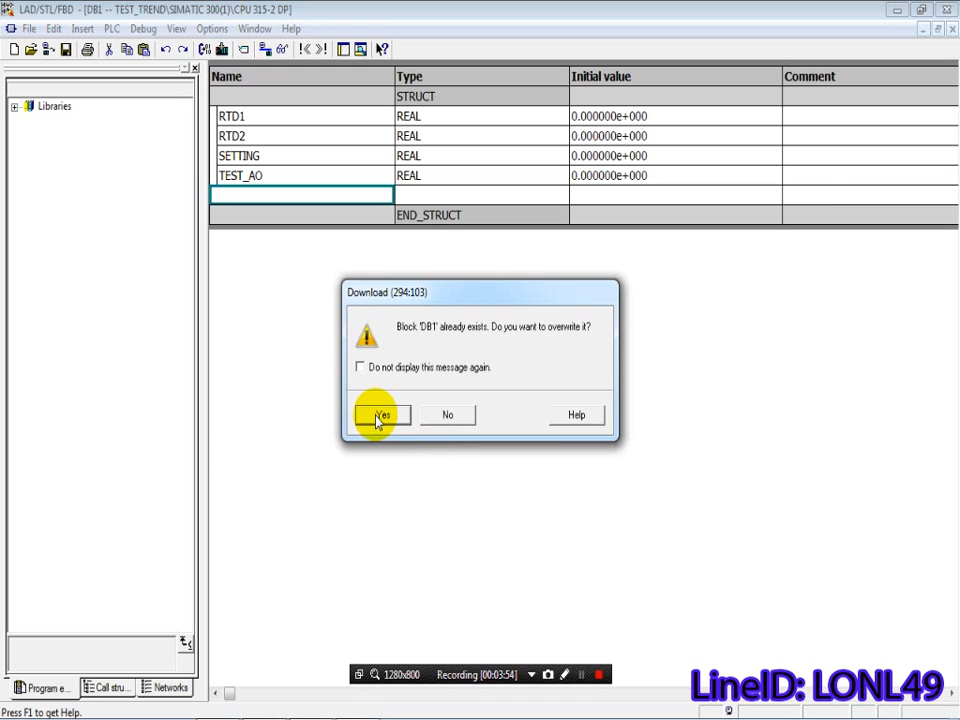 LAD/STL/FBD - [DB1 -- TEST_TREND\SIMATIC 300(1)\CPU 315-2 DP]
File Edit Insert PLC Debug View Options Window Help
Libraries
Name Type Initial value Comment
STRUCT
RTD1 REAL 0.000000e+000
RTD2 REAL 0.000000e+000
SETTING REAL 0.000000e+000
TEST_AO REAL 0.000000e+000
END_STRUCT
Download (294:103)
Block 'DB1' already exists. Do you want to overwrite it?
Do not display this message again.
Yes No Help
1280x800 Recording [00:03:54]
LineID: LONL49
Program e... Call stru... Networks
Press F1 to get Help.